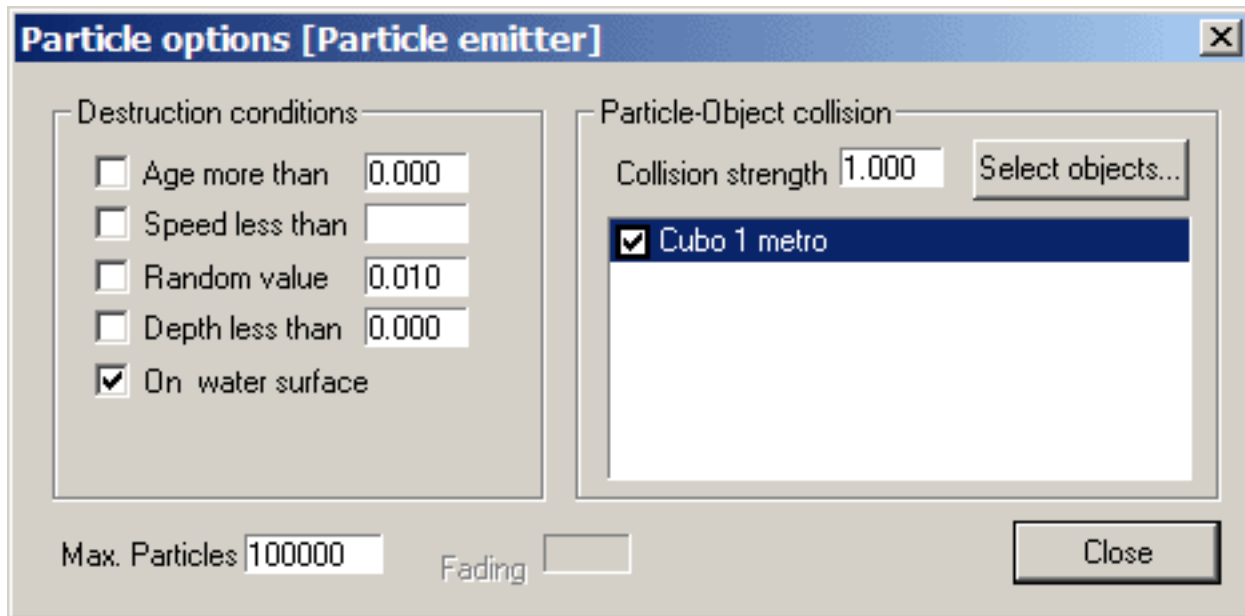 Particle options [Particle emitter]
Destruction conditions
Age more than 0.000
Speed less than
Random value 0.010
Depth less than 0.000
On water surface
Particle-Object collision
Collision strength 1.000 Select objects...
Cubo 1 metro
Max. Particles 100000 Fading Close